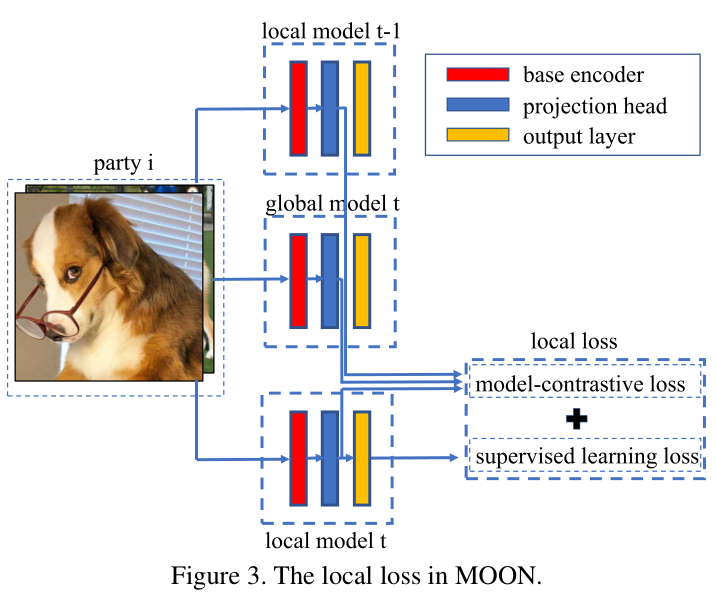 local model t-1
base encoder
projection head
output layer
party i
global model t
local loss
model-contrastive loss
supervised learning loss
local model t
Figure 3. The local loss in MOON.